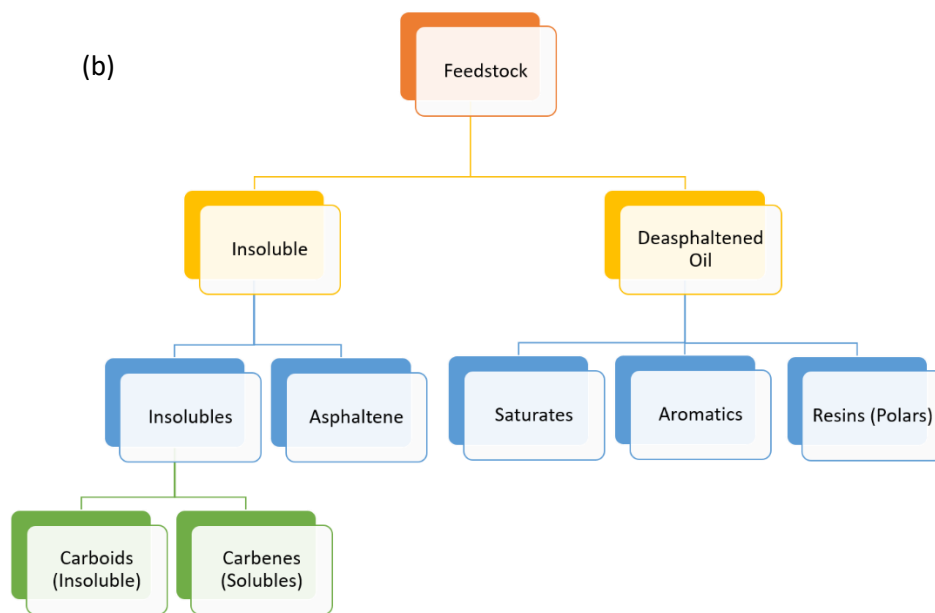 (b)
Feedstock
Insoluble
Deasphaltened
Oil
Insolubles
Asphaltene
Saturates
Aromatics
Resins (Polars)
Carboids
(Insoluble)
Carbenes
(Solubles)